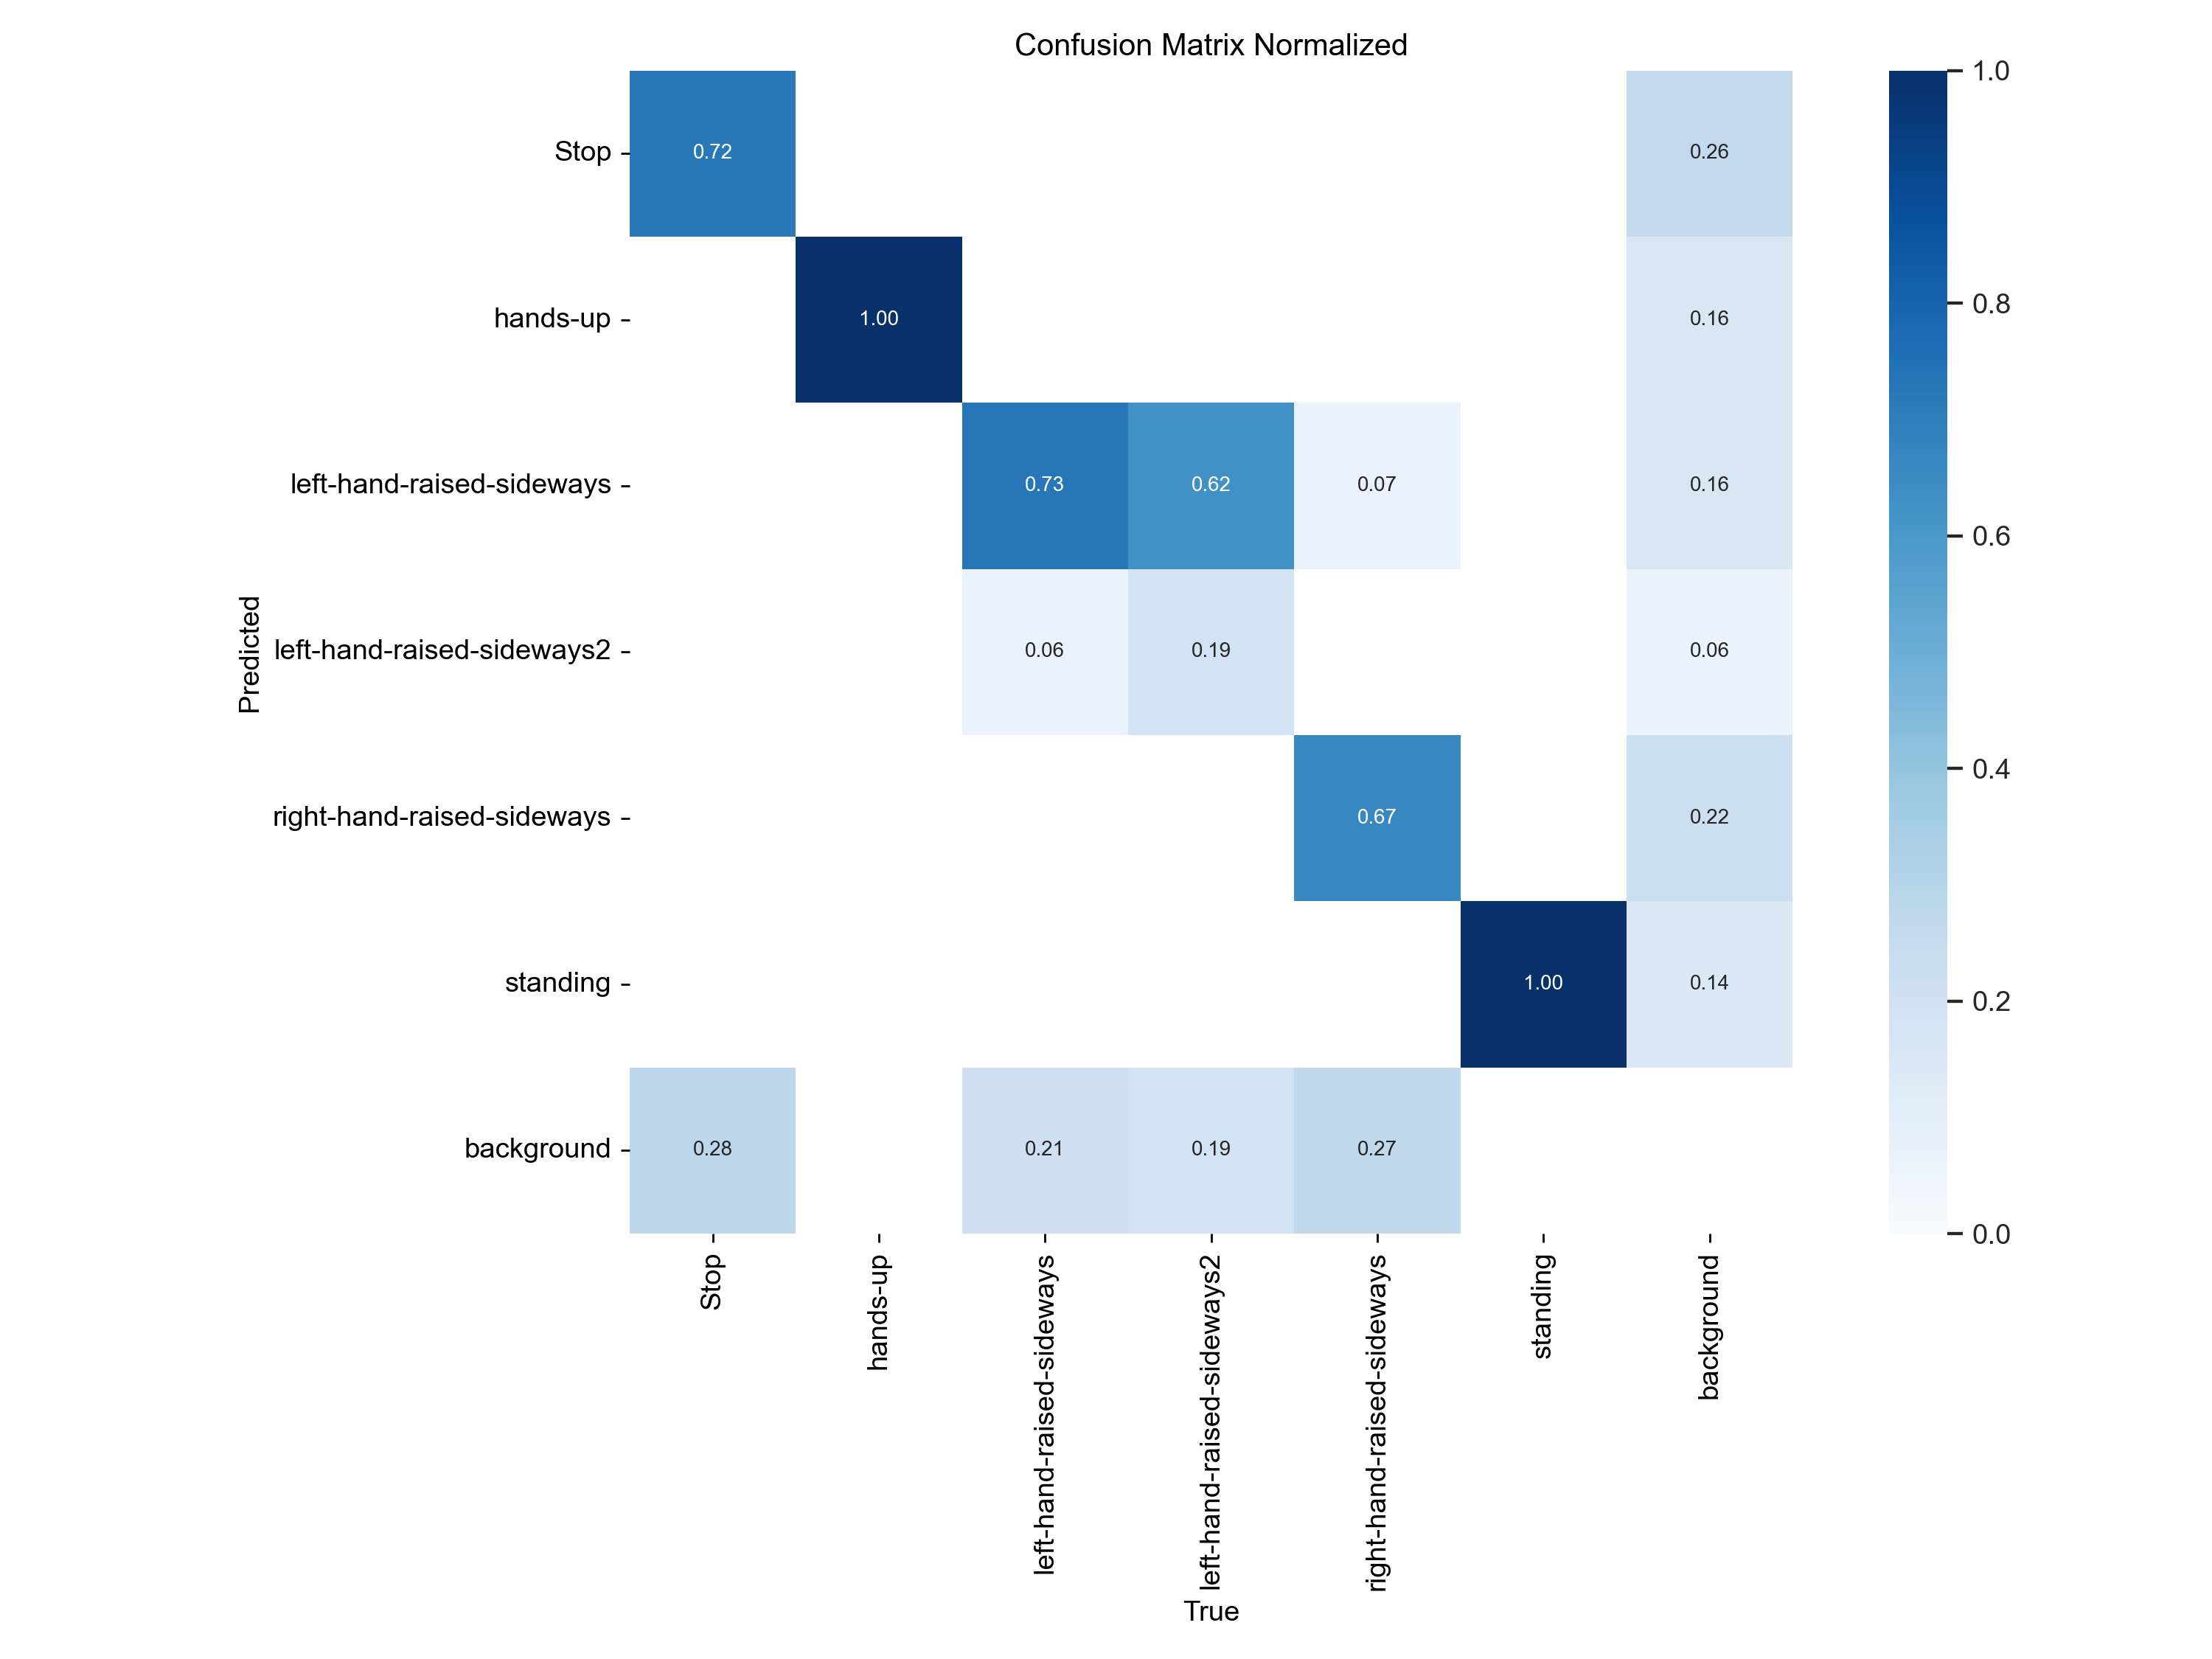 Confusion Matrix Normalized
Stop
0.72
0.26
1.0
hands-up
1.00
0.16
0.8
left-hand-raised-sideways
0.73
0.62
0.07
0.16
0.6
Predicted
left-hand-raised-sideways2
0.06
0.19
0.06
right-hand-raised-sideways
0.67
0.22
0.4
standing
1.00
0.14
0.2
background
0.28
0.21
0.19
0.27
0.0
Stop
hands-up
left-hand-raised-sideways
left-hand-raised-sideways2
right-hand-raised-sideways
standing
background
True